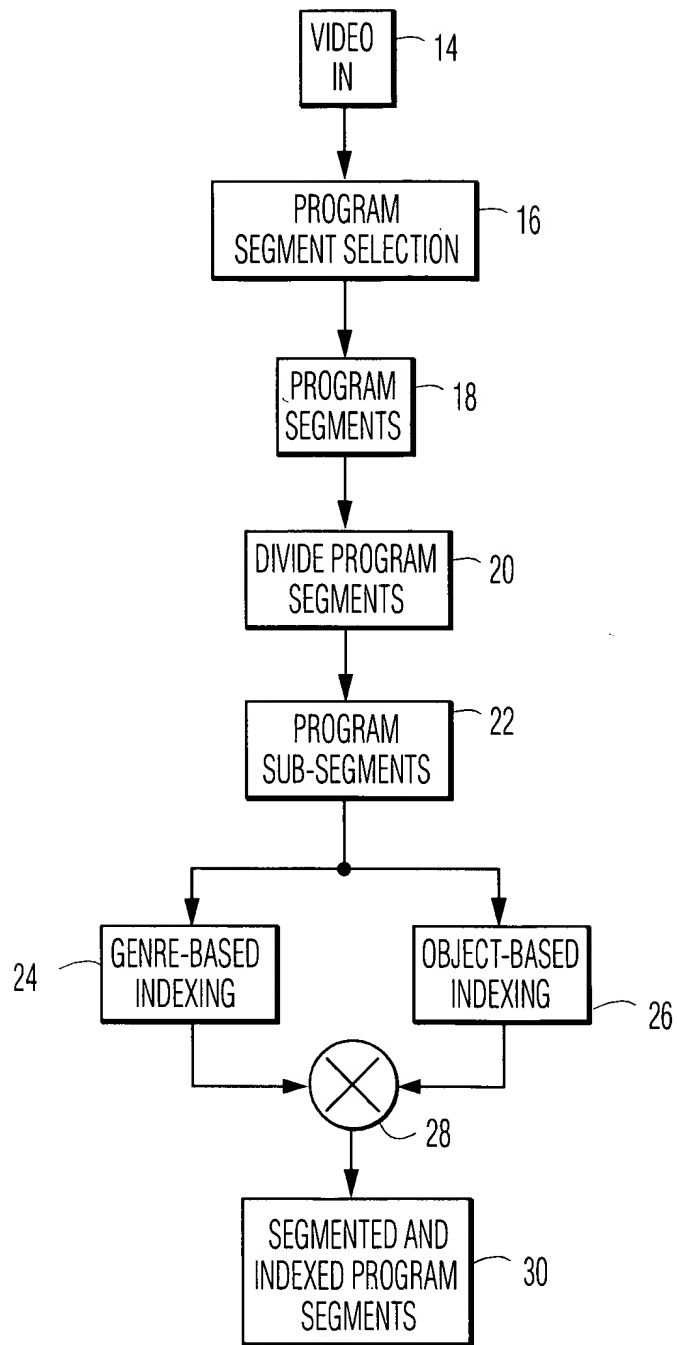 VIDEO
IN
14
PROGRAM
SEGMENT SELECTION
16
PROGRAM
SEGMENTS
18
DIVIDE PROGRAM
SEGMENTS
20
PROGRAM
SUB-SEGMENTS
22
GENRE-BASED
INDEXING
24
OBJECT-BASED
INDEXING
26
28
SEGMENTED AND
INDEXED PROGRAM
SEGMENTS
30